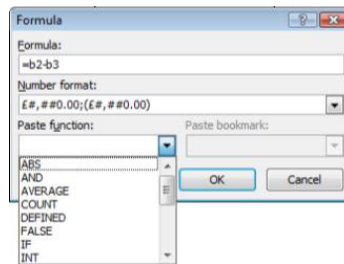 Formula
Formula:
=b2-b3
Number format:
£#,##0.00;(£#,##0.00)
Paste function: Paste bookmark:
ABS
AND
AVERAGE
COUNT
DEFINED
FALSE
IF
INT
OK Cancel